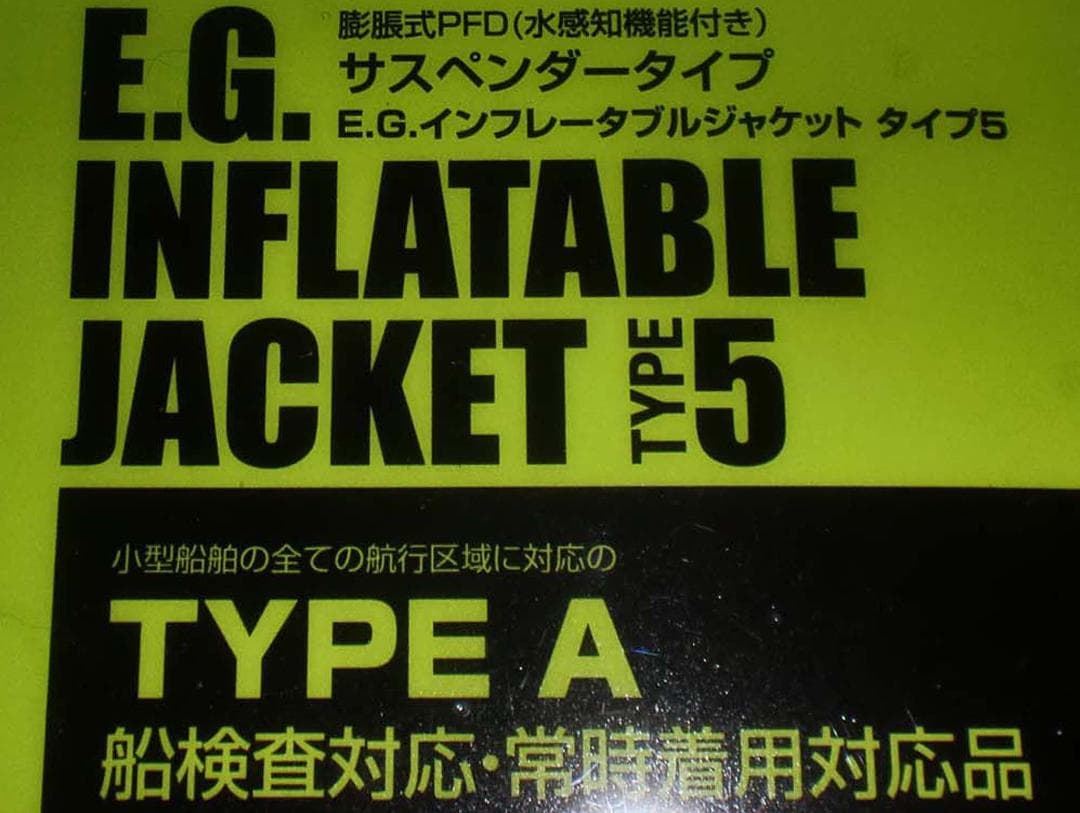 E.G.
膨脹式PFD(水感知機能付き)
サスペンダータイプ
E.G.インフレータブルジャケット タイプ5
INFLATABLE
JACKET TYPE 5
小型船舶の全ての航行区域に対応の
TYPE A
船検査対応・常時着用対応品